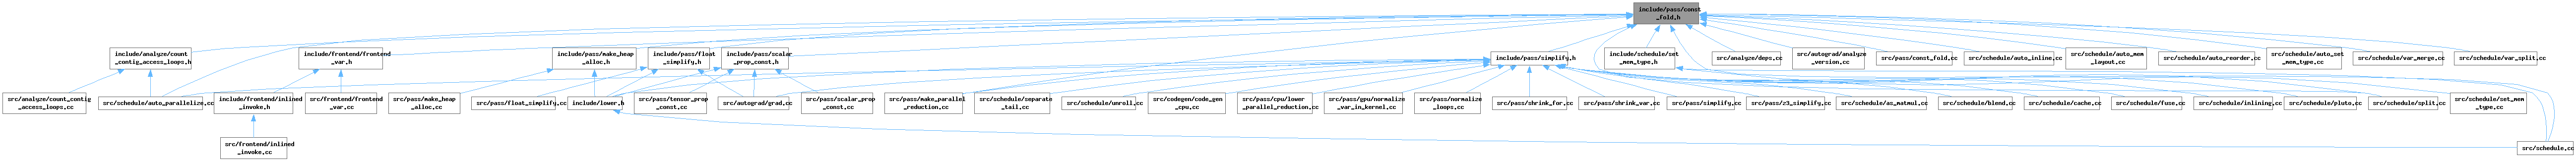 include/pass/const
_fold.h
include/analyze/count
_contig_access_loops.h
include/frontend/frontend
_var.h
include/pass/make_heap
_alloc.h
include/pass/float
_simplify.h
include/pass/scalar
_prop_const.h
include/pass/simplify.h
include/schedule/set
_mem_type.h
src/analyze/deps.cc
src/autograd/analyze
_version.cc
src/pass/const_fold.cc
src/schedule/auto_inline.cc
src/schedule/auto_mem
_layout.cc
src/schedule/auto_reorder.cc
src/schedule/auto_set
_mem_type.cc
src/schedule/var_merge.cc
src/schedule/var_split.cc
src/analyze/count_contig
_access_loops.cc
src/schedule/auto_parallelize.cc
include/frontend/inlined
_invoke.h
src/frontend/frontend
_var.cc
src/pass/make_heap
_alloc.cc
src/pass/float_simplify.cc
include/lower.h
src/pass/tensor_prop
_const.cc
src/autograd/grad.cc
src/pass/scalar_prop
_const.cc
src/pass/make_parallel
_reduction.cc
src/schedule/separate
_tail.cc
src/schedule/unroll.cc
src/codegen/code_gen
_cpu.cc
src/pass/cpu/lower
_parallel_reduction.cc
src/pass/gpu/normalize
_var_in_kernel.cc
src/pass/normalize
_loops.cc
src/pass/shrink_for.cc
src/pass/shrink_var.cc
src/pass/simplify.cc
src/pass/z3_simplify.cc
src/schedule/as_matmul.cc
src/schedule/blend.cc
src/schedule/cache.cc
src/schedule/fuse.cc
src/schedule/inlining.cc
src/schedule/pluto.cc
src/schedule/split.cc
src/schedule/set_mem
_type.cc
src/frontend/inlined
_invoke.cc
src/schedule.cc